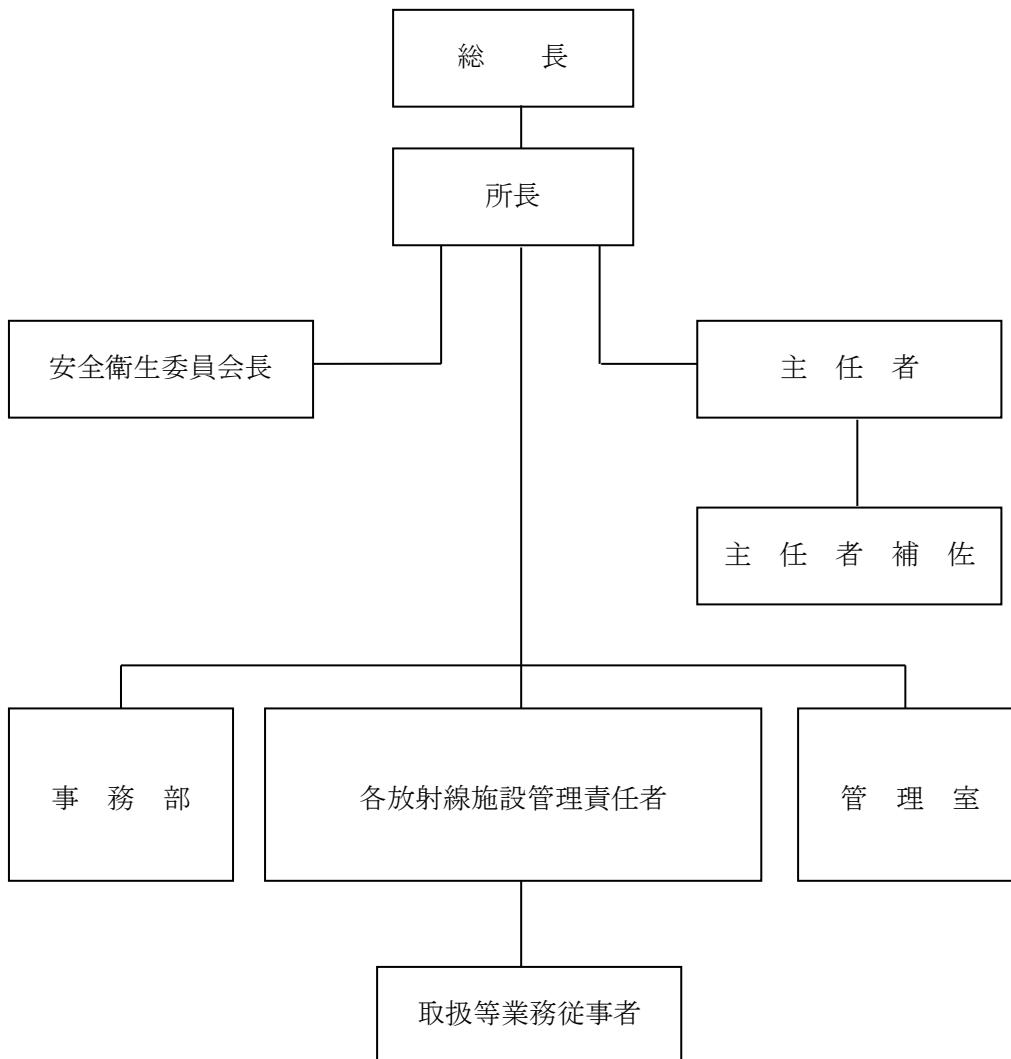 総　　長
所長
安全衛生委員会長
主　任　者
主　任　者　補　佐
事　務　部
各放射線施設管理責任者
管　理　室
取扱等業務従事者